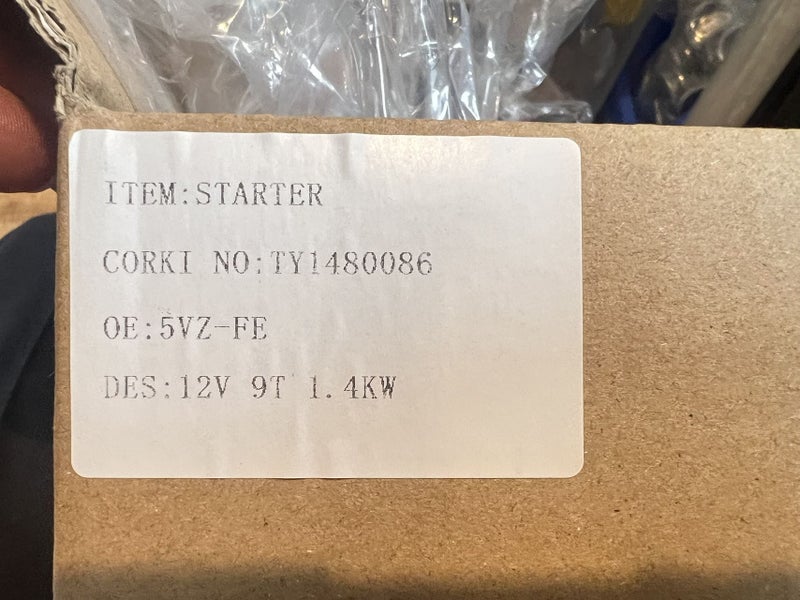 ITEM:STARTER
CORKI NO:TY1480086
OE:5VZ-FE
DES:12V 9T 1.4KW